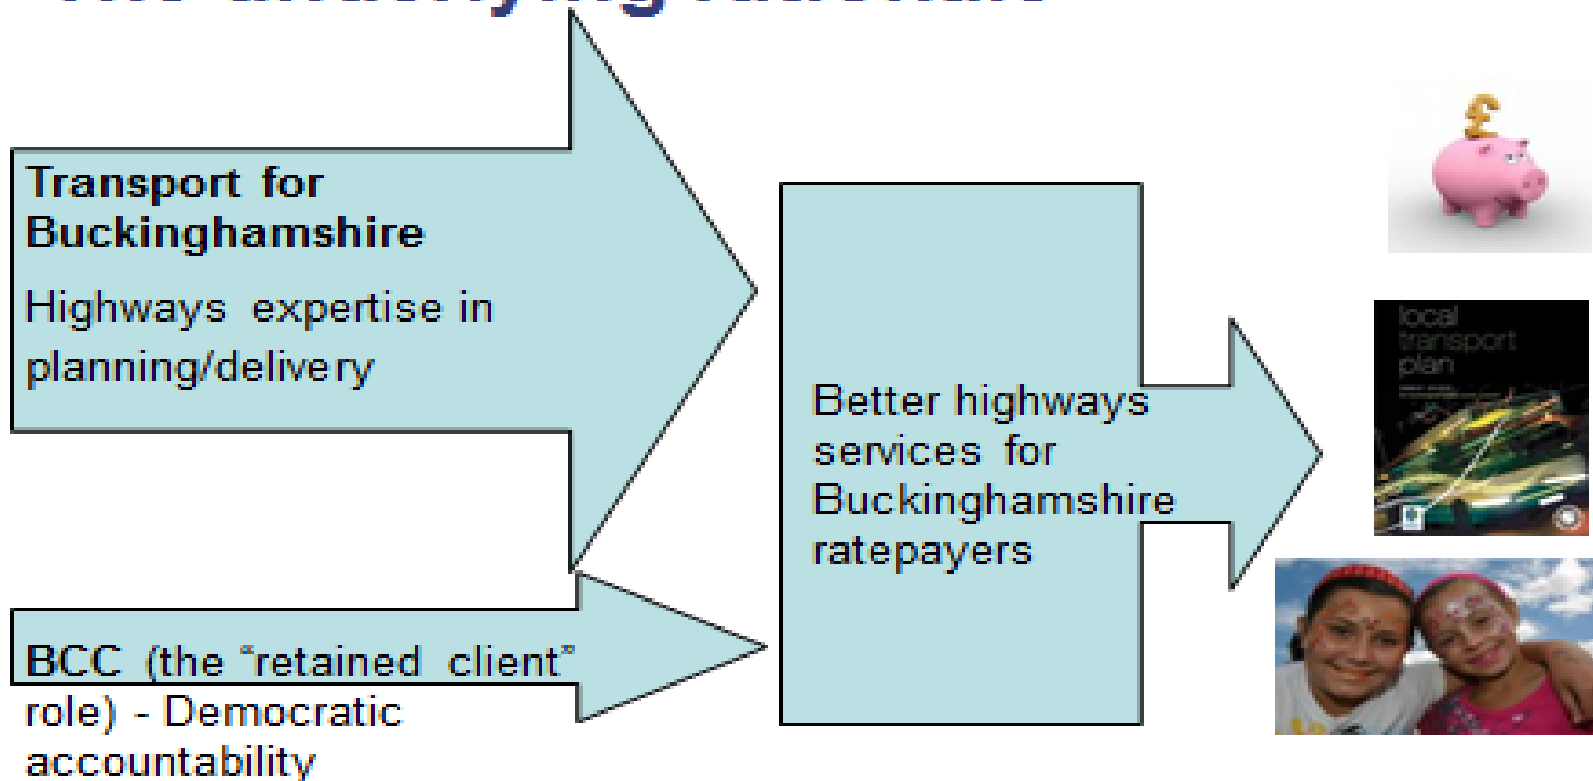 Transport for
Buckinghamshire
Highways expertise in
planning/delivery
BCC (the “retained client”
role) - Democratic
accountability
Better highways
services for
Buckinghamshire
ratepayers
£
local
transport
plan